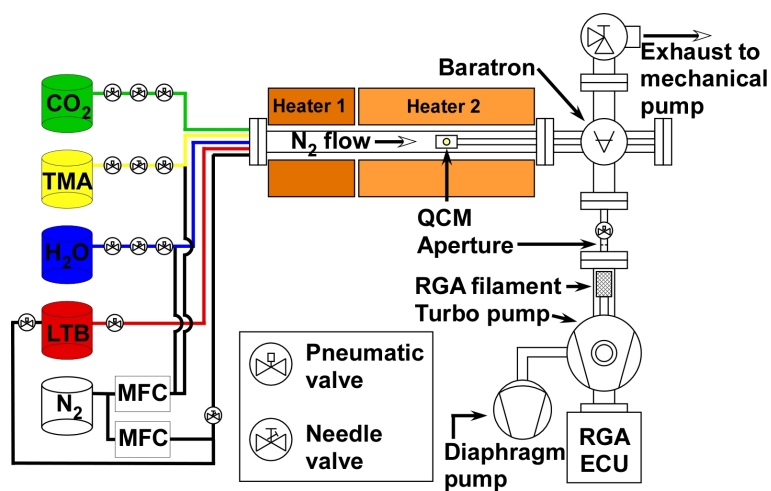 CO2
TMA
H2O
LTB
N2
MFC
MFC
Heater 1
Heater 2
N2 flow
Baratron
Exhaust to
mechanical
pump
QCM
Aperture
RGA filament
Turbo pump
Pneumatic
valve
Needle
valve
Diaphragm
pump
RGA
ECU